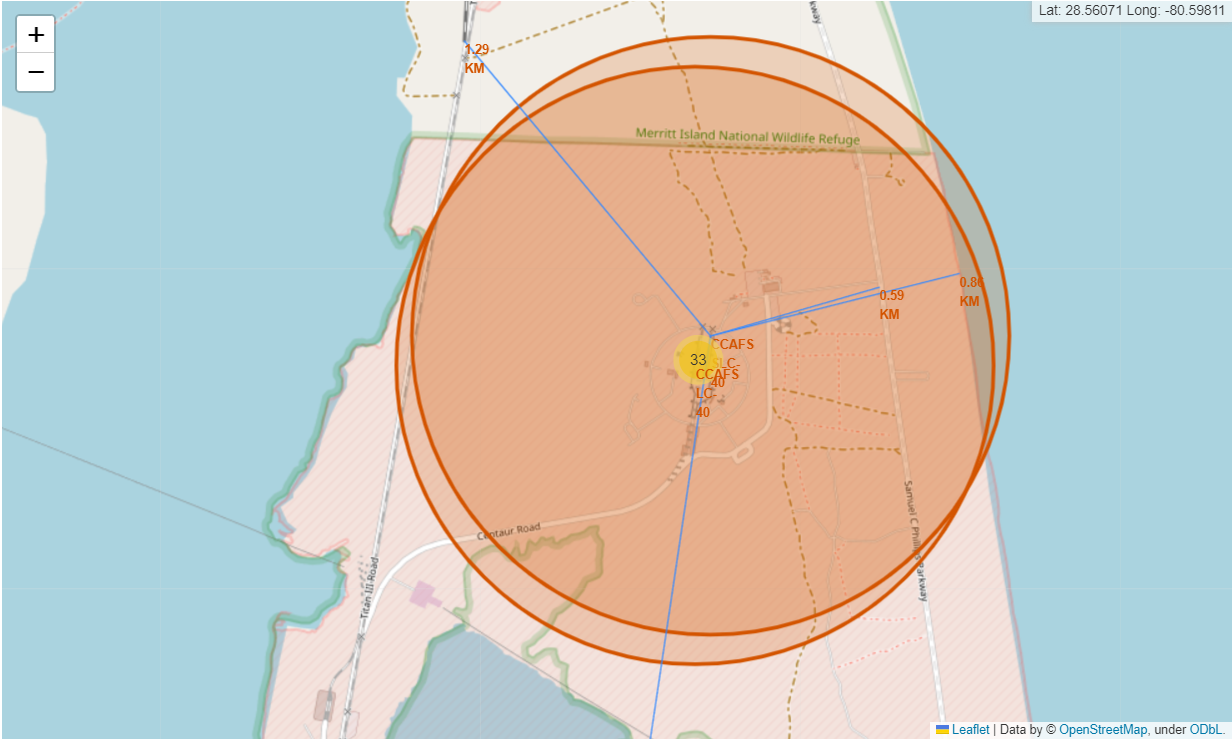 +
−
Lat: 28.56071 Long: -80.59811
kway
1.29
KM
Merritt Island National Wildlife Refuge
0.86
KM
0.59
KM
33
CCAFS
SLC-
40
CCAFS
LC-
40
Centaur Road
Titan III Road
Samuel C Phillips Parkway
Leaflet | Data by © OpenStreetMap, under ODbL.